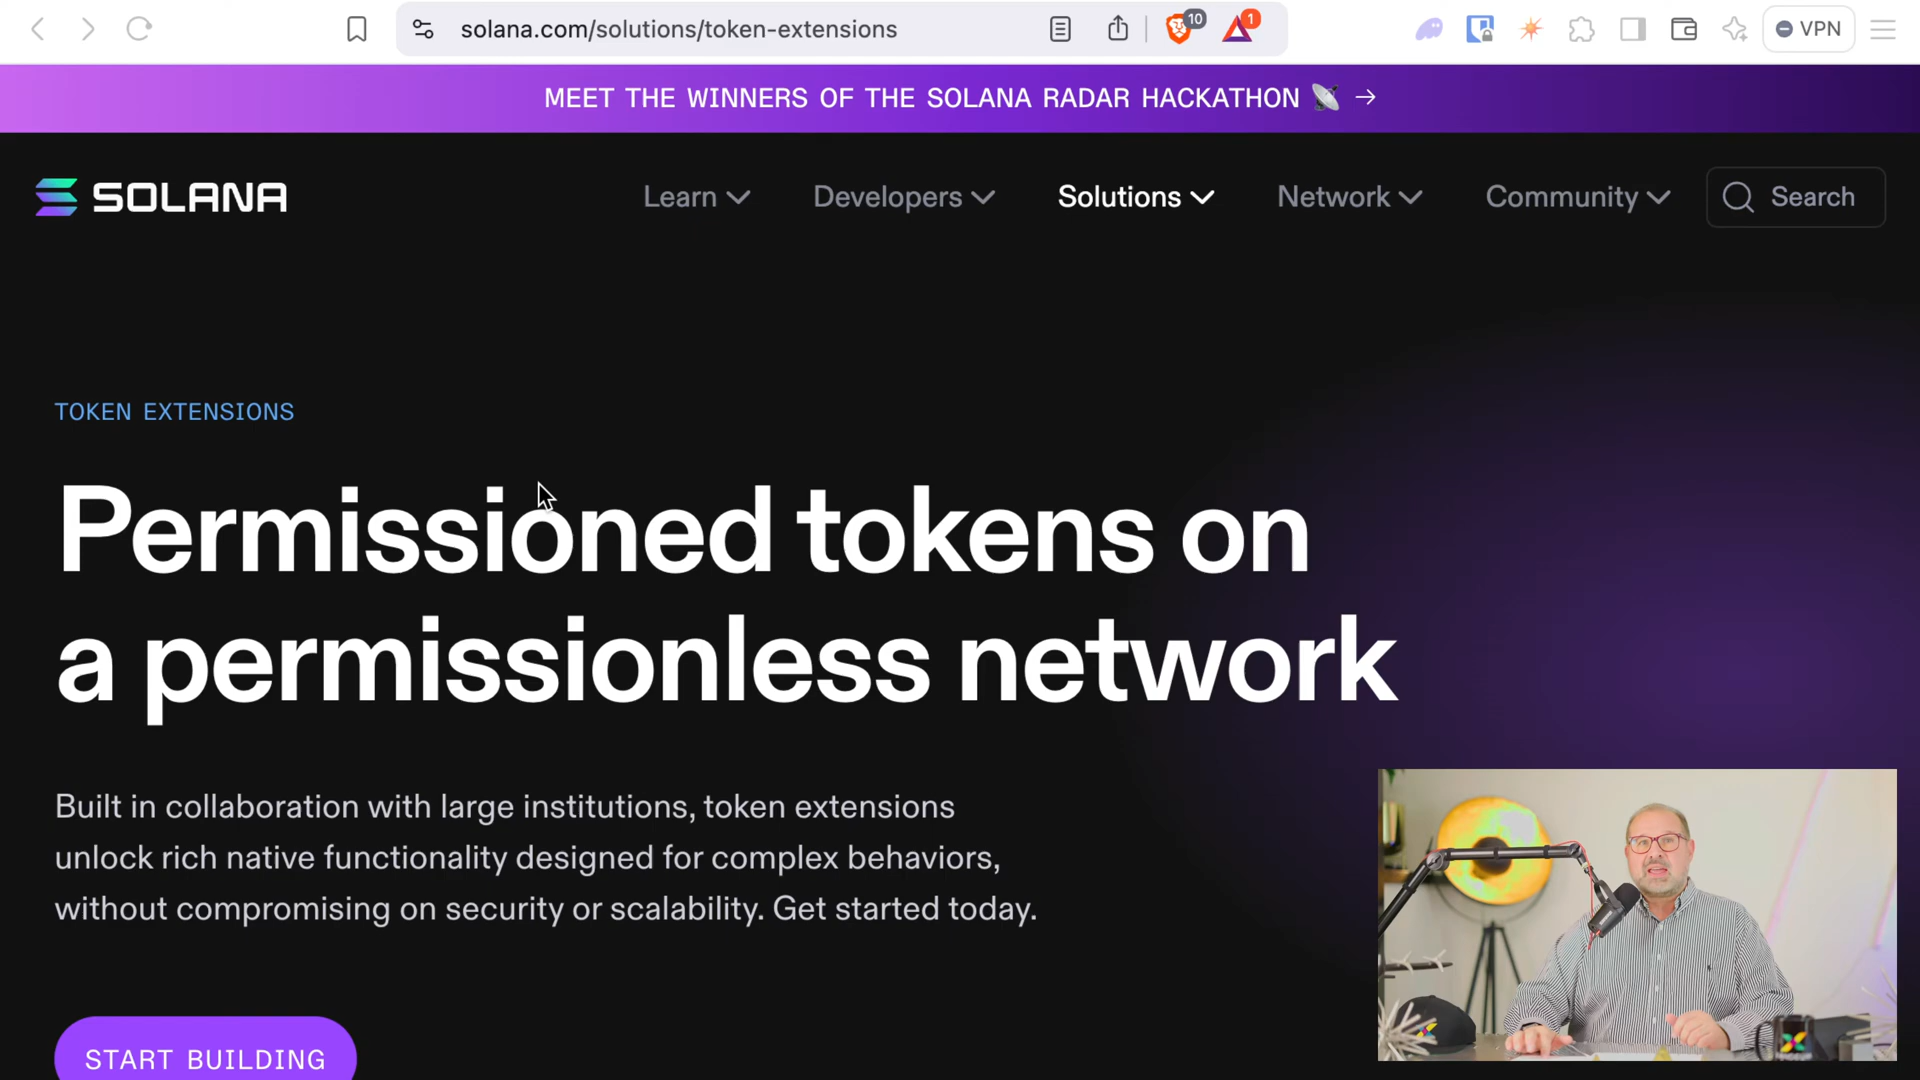 solana.com/solutions/token-extensions
10
1
VPN
MEET THE WINNERS OF THE SOLANA RADAR HACKATHON 📡 →
SOLANA
Learn
Developers
Solutions
Network
Community
Search
TOKEN EXTENSIONS
Permissioned tokens on
a permissionless network
Built in collaboration with large institutions, token extensions
unlock rich native functionality designed for complex behaviors,
without compromising on security or scalability. Get started today.
START BUILDING